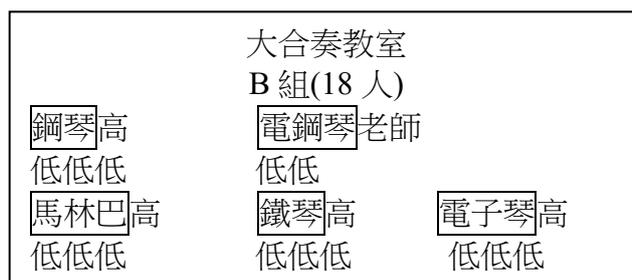 大合奏教室
B 組(18 人)
鋼琴高 電鋼琴老師
低低低 低低
馬林巴高 鐵琴高 電子琴高
低低低 低低低 低低低